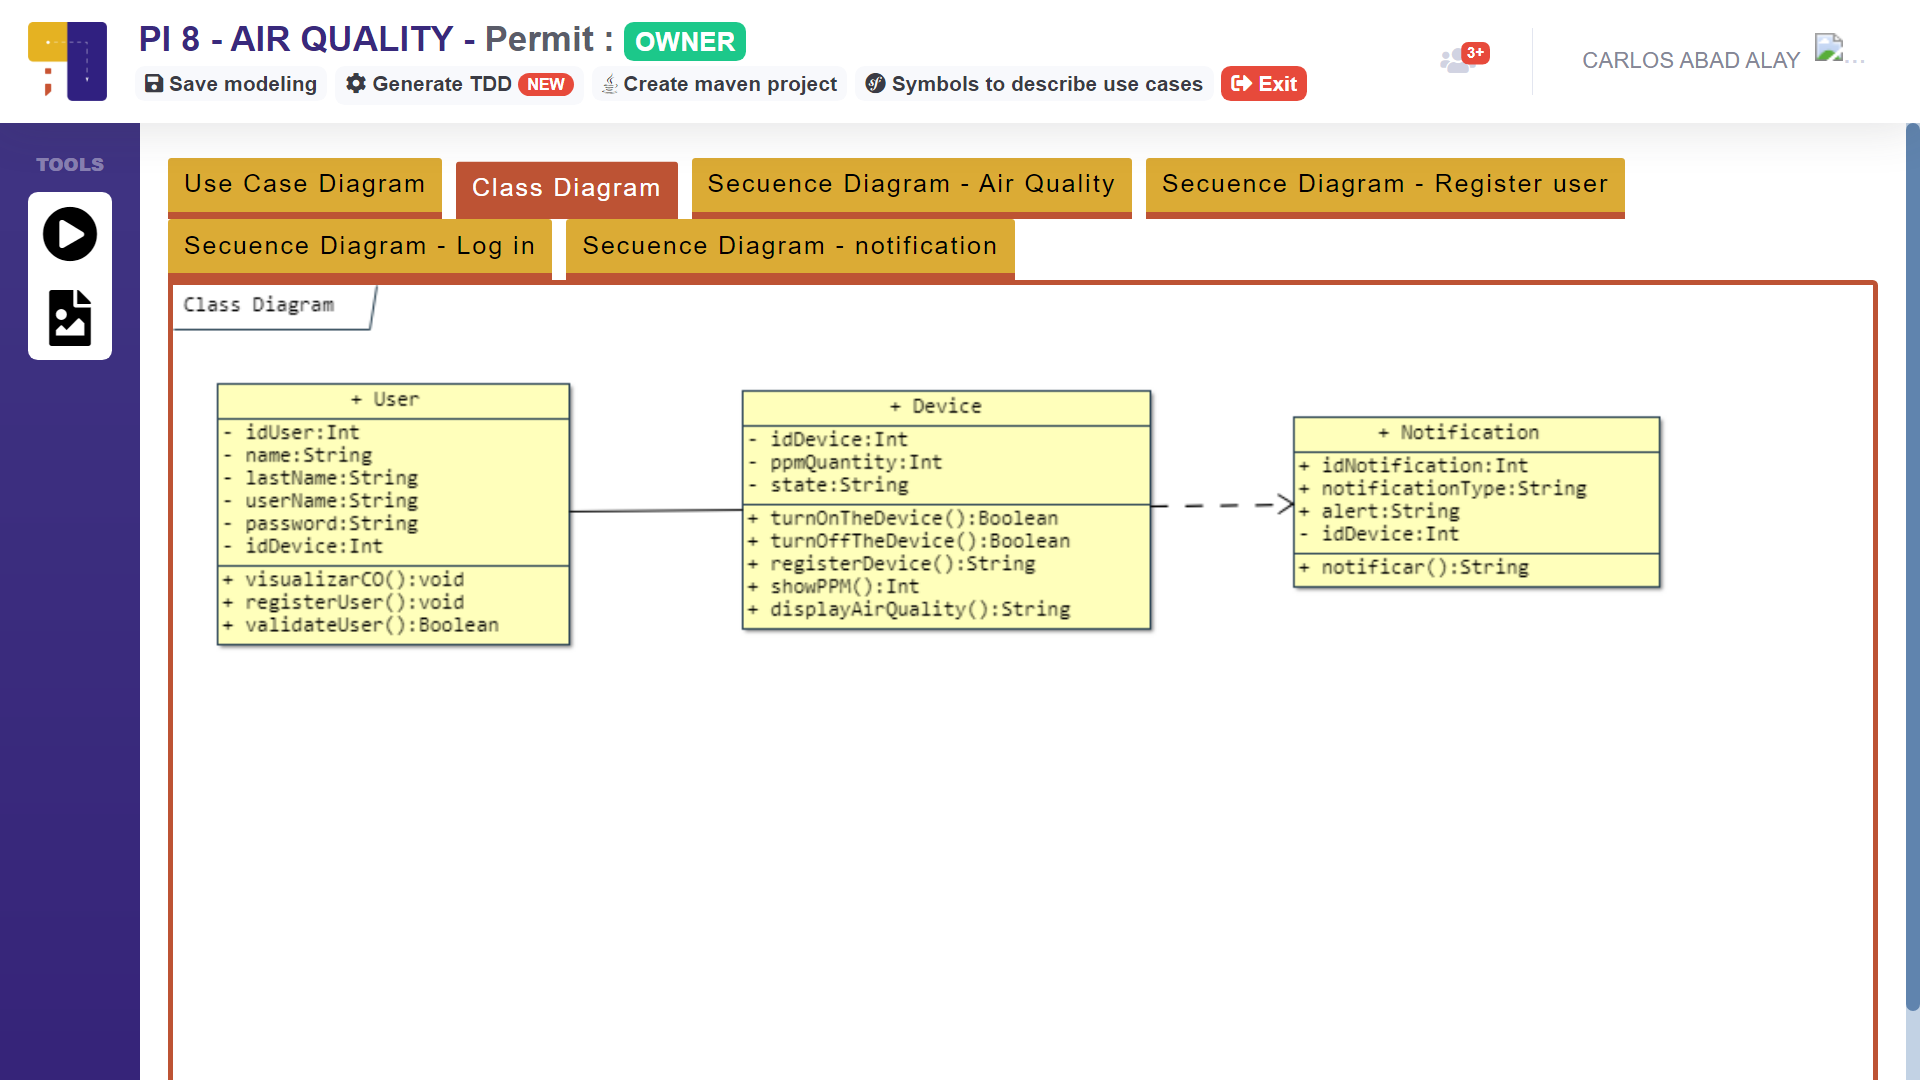 PI 8 - AIR QUALITY - Permit : OWNER
Save modeling Generate TDD NEW Create maven project Symbols to describe use cases Exit
3+
CARLOS ABAD ALAY ...
TOOLS
Use Case Diagram Class Diagram Secuence Diagram - Air Quality Secuence Diagram - Register user
Secuence Diagram - Log in Secuence Diagram - notification
Class Diagram
+ User
- idUser:Int
- name:String
- lastName:String
- userName:String
- password:String
- idDevice:Int
+ visualizarCO():void
+ registerUser():void
+ validateUser():Boolean
+ Device
- idDevice:Int
- ppmQuantity:Int
- state:String
+ turnOnTheDevice():Boolean
+ turnOffTheDevice():Boolean
+ registerDevice():String
+ showPPM():Int
+ displayAirQuality():String
+ Notification
+ idNotification:Int
+ notificationType:String
+ alert:String
- idDevice:Int
+ notificar():String